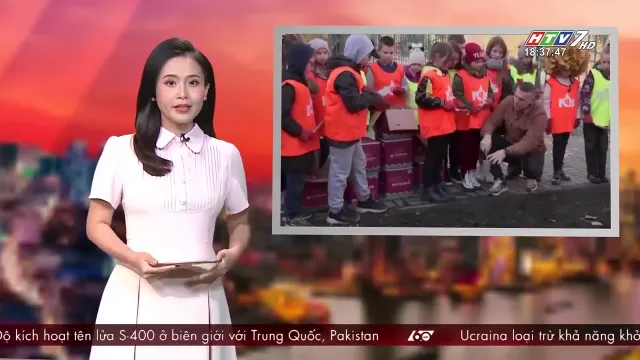 HTV7 HD
18:37:47
Độ kích hoạt tên lửa S-400 ở biên giới với Trung Quốc, Pakistan
60
Ucraina loại trừ khả năng